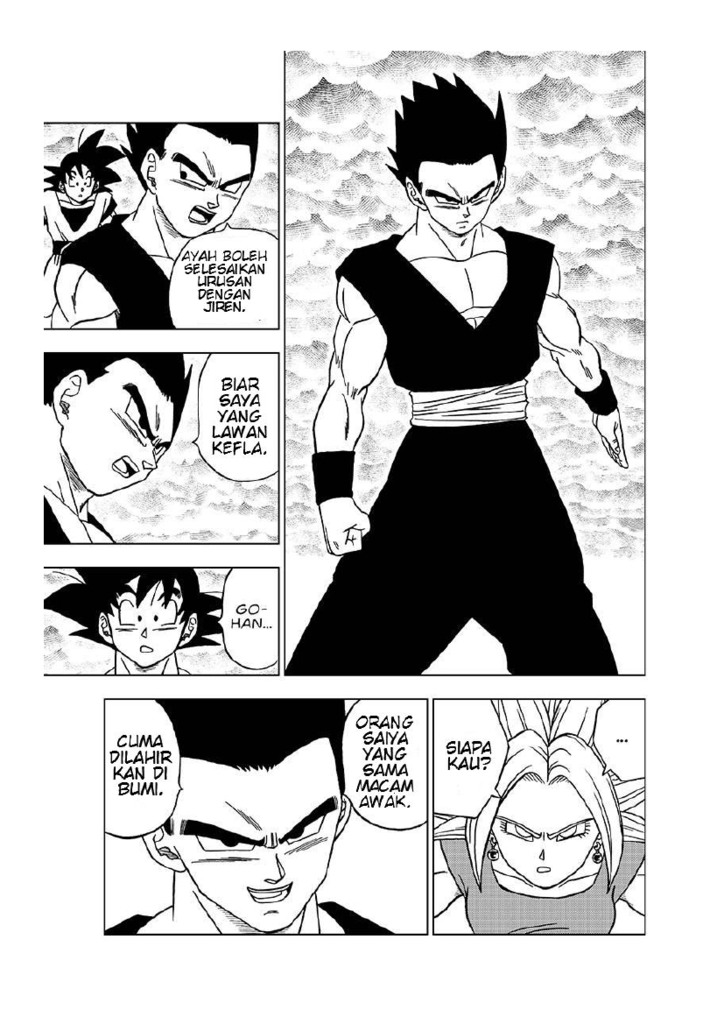 AYAH BOLEH
SELESAIKAN
URUSAN
DENGAN
JIREN.
BIAR
SAYA
YANG
LAWAN
KEFLA.
GO-
HAN...
...
SIAPA
KAU?
ORANG
SAIYA
YANG
SAMA
MACAM
AWAK.
CUMA
DILAHIR
KAN DI
BUMI.